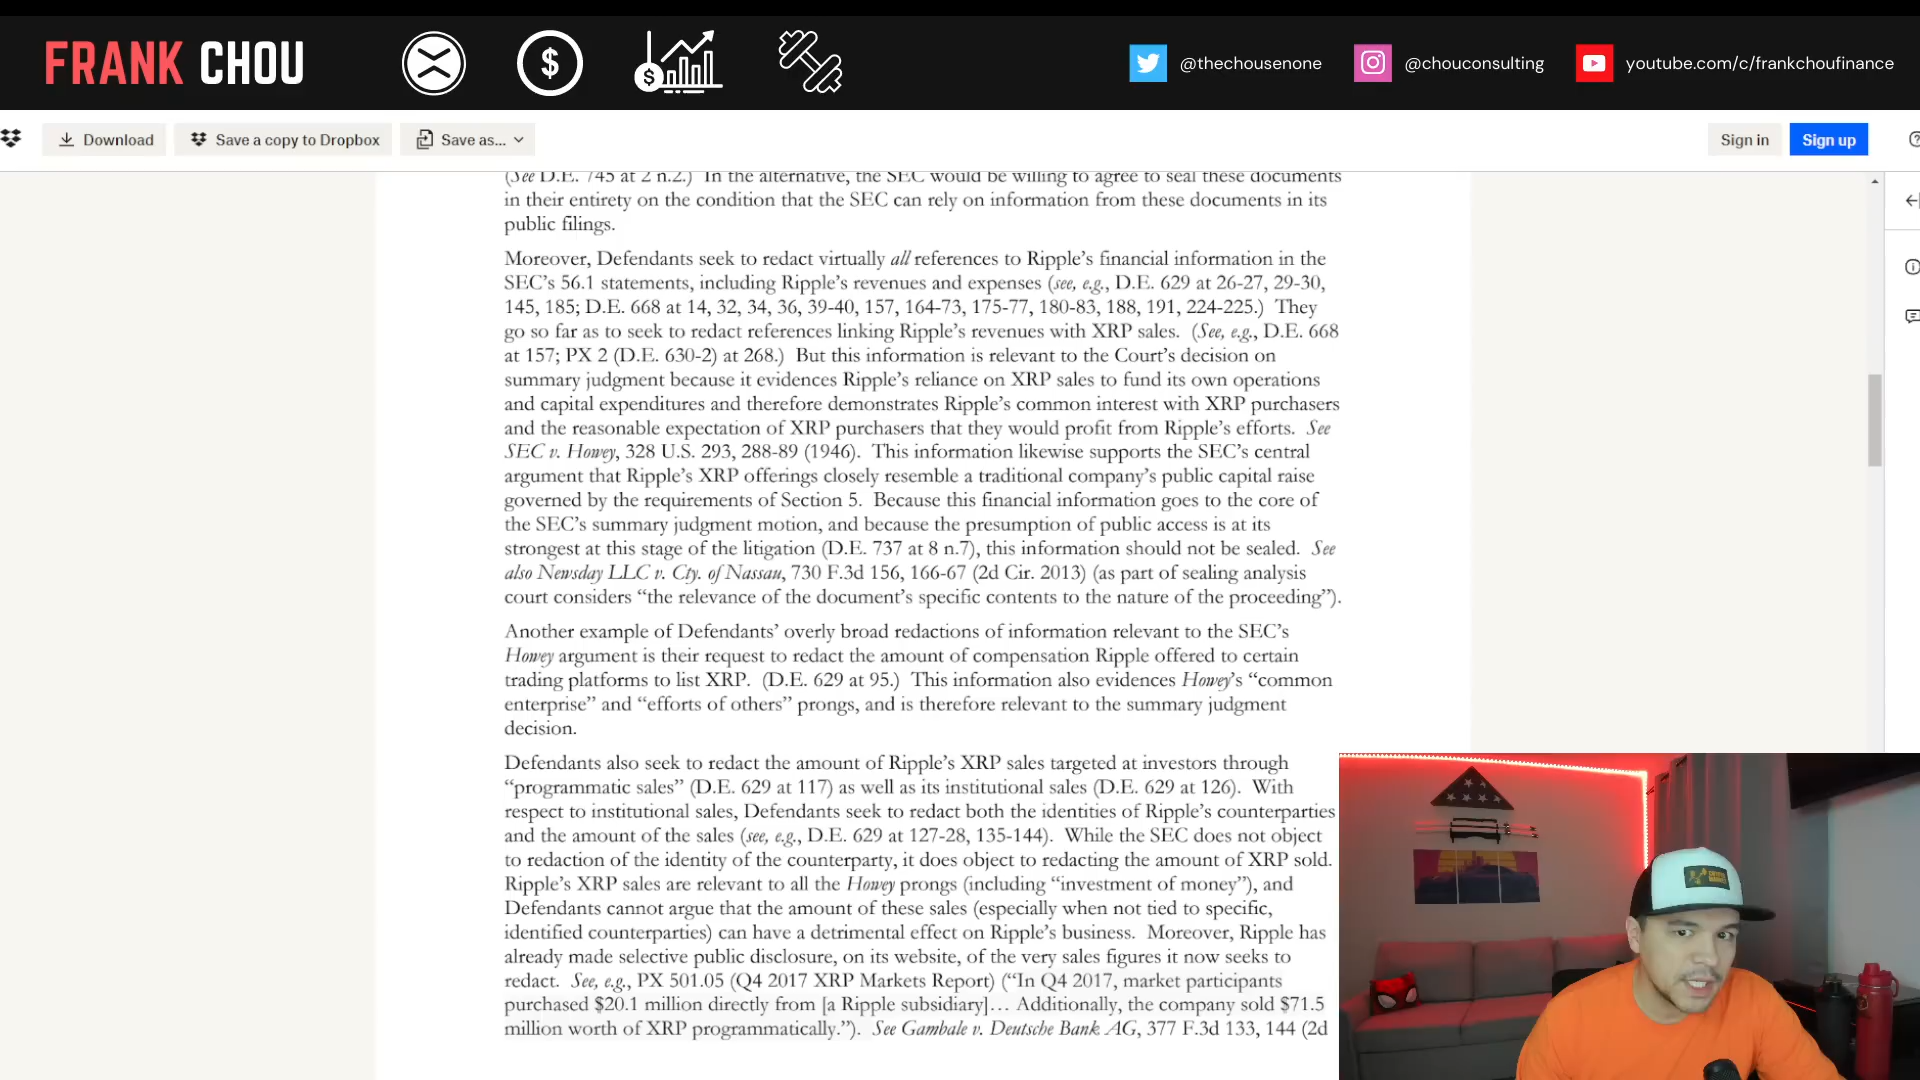 FRANK CHOU
@thechousenone
@chouconsulting
youtube.com/c/frankchoufinance
Download
Save a copy to Dropbox
Save as...
Sign in
Sign up
(See D.E. 745 at 2 n.2.) In the alternative, the SEC would be willing to agree to seal these documents
in their entirety on the condition that the SEC can rely on information from these documents in its
public filings.
Moreover, Defendants seek to redact virtually all references to Ripple’s financial information in the
SEC’s 56.1 statements, including Ripple’s revenues and expenses (see, e.g., D.E. 629 at 26-27, 29-30,
145, 185; D.E. 668 at 14, 32, 34, 36, 39-40, 157, 164-73, 175-77, 180-83, 188, 191, 224-225.) They
go so far as to seek to redact references linking Ripple’s revenues with XRP sales. (See, e.g., D.E. 668
at 157; PX 2 (D.E. 630-2) at 268.) But this information is relevant to the Court’s decision on
summary judgment because it evidences Ripple’s reliance on XRP sales to fund its own operations
and capital expenditures and therefore demonstrates Ripple’s common interest with XRP purchasers
and the reasonable expectation of XRP purchasers that they would profit from Ripple’s efforts. See
SEC v. Howey, 328 U.S. 293, 288-89 (1946). This information likewise supports the SEC’s central
argument that Ripple’s XRP offerings closely resemble a traditional company’s public capital raise
governed by the requirements of Section 5. Because this financial information goes to the core of
the SEC’s summary judgment motion, and because the presumption of public access is at its
strongest at this stage of the litigation (D.E. 737 at 8 n.7), this information should not be sealed. See
also Newsday LLC v. Cty. of Nassau, 730 F.3d 156, 166-67 (2d Cir. 2013) (as part of sealing analysis
court considers “the relevance of the document’s specific contents to the nature of the proceeding”).
Another example of Defendants’ overly broad redactions of information relevant to the SEC’s
Howey argument is their request to redact the amount of compensation Ripple offered to certain
trading platforms to list XRP. (D.E. 629 at 95.) This information also evidences Howey’s “common
enterprise” and “efforts of others” prongs, and is therefore relevant to the summary judgment
decision.
Defendants also seek to redact the amount of Ripple’s XRP sales targeted at investors through
“programmatic sales” (D.E. 629 at 117) as well as its institutional sales (D.E. 629 at 126). With
respect to institutional sales, Defendants seek to redact both the identities of Ripple’s counterparties
and the amount of the sales (see, e.g., D.E. 629 at 127-28, 135-144). While the SEC does not object
to redaction of the identity of the counterparty, it does object to redacting the amount of XRP sold.
Ripple’s XRP sales are relevant to all the Howey prongs (including “investment of money”), and
Defendants cannot argue that the amount of these sales (especially when not tied to specific,
identified counterparties) can have a detrimental effect on Ripple’s business. Moreover, Ripple has
already made selective public disclosure, on its website, of the very sales figures it now seeks to
redact. See, e.g., PX 501.05 (Q4 2017 XRP Markets Report) (“In Q4 2017, market participants
purchased $20.1 million directly from [a Ripple subsidiary]… Additionally, the company sold $71.5
million worth of XRP programmatically.”). See Gambale v. Deutsche Bank AG, 377 F.3d 133, 144 (2d